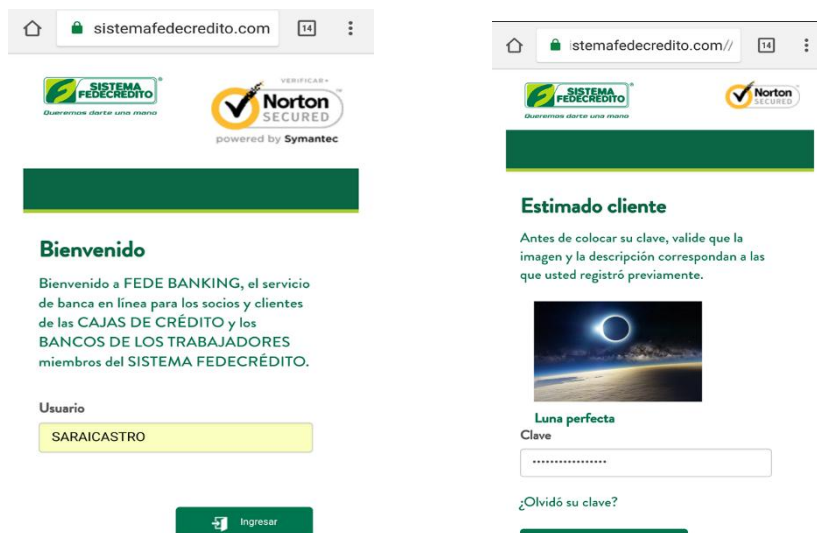 sistemafedecredito.com
14
SISTEMA
FEDECREDITO
Queremos darte una mano
VERIFICAR
Norton
SECURED
powered by Symantec
Bienvenido
Bienvenido a FEDE BANKING, el servicio
de banca en línea para los socios y clientes
de las CAJAS DE CRÉDITO y los
BANCOS DE LOS TRABAJADORES
miembros del SISTEMA FEDECRÉDITO.
Usuario
SARAICASTRO
Ingresar
istemafedecredito.com//
14
SISTEMA
FEDECREDITO
Queremos darte una mano
Norton
SECURED
Estimado cliente
Antes de colocar su clave, valide que la
imagen y la descripción correspondan a las
que usted registró previamente.
Luna perfecta
Clave
•••••••••••••••••
¿Olvidó su clave?